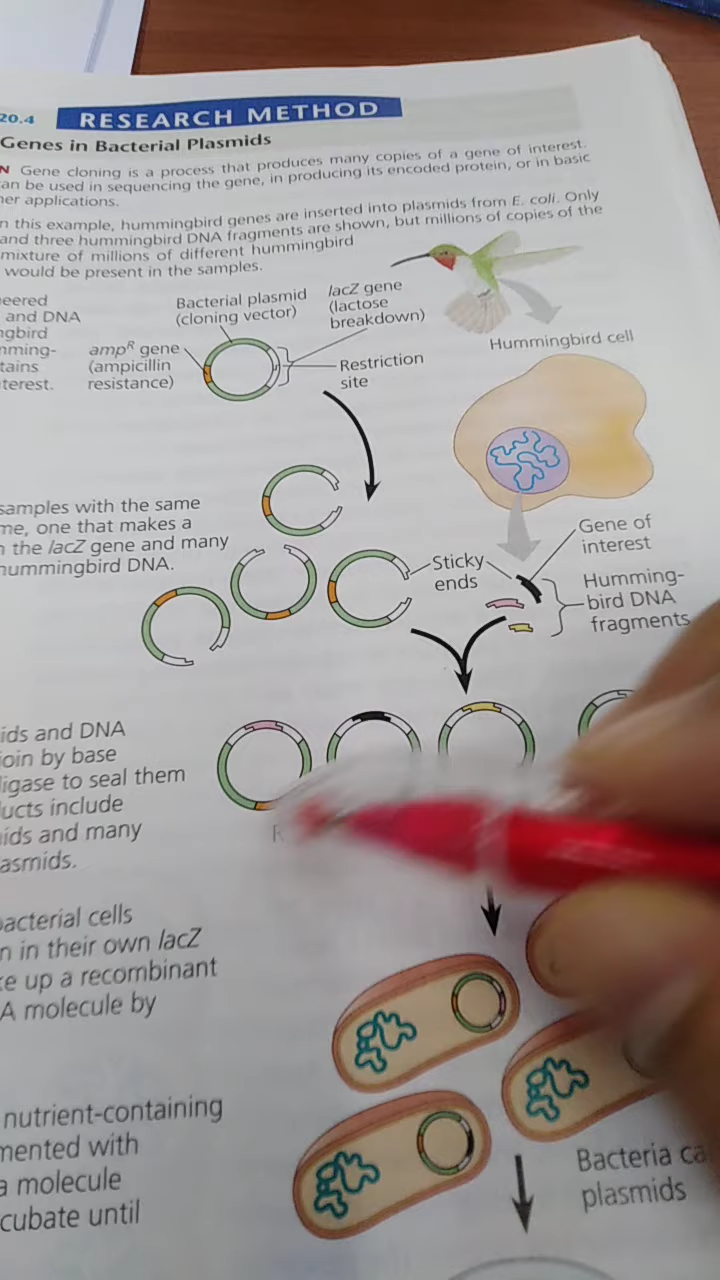 20.4 RESEARCH METHOD
Genes in Bacterial Plasmids
N Gene cloning is a process that produces many copies of a gene of interest.
an be used in sequencing the gene, in producing its encoded protein, or in basic
her applications.
n this example, hummingbird genes are inserted into plasmids from E. coli. Only
and three hummingbird DNA fragments are shown, but millions of copies of the
mixture of millions of different hummingbird
would be present in the samples.
eered
and DNA
ngbird
mming-
tains
terest.
Bacterial plasmid
(cloning vector)
lacZ gene
(lactose
breakdown)
ampR gene
(ampicillin
resistance)
Restriction
site
Hummingbird cell
samples with the same
me, one that makes a
n the lacZ gene and many
hummingbird DNA.
Sticky
ends
Gene of
interest
Humming-
bird DNA
fragments
ids and DNA
join by base
ligase to seal them
ucts include
ids and many
asmids.
bacterial cells
n in their own lacZ
ke up a recombinant
A molecule by
nutrient-containing
mented with
a molecule
cubate until
Bacteria ca
plasmids